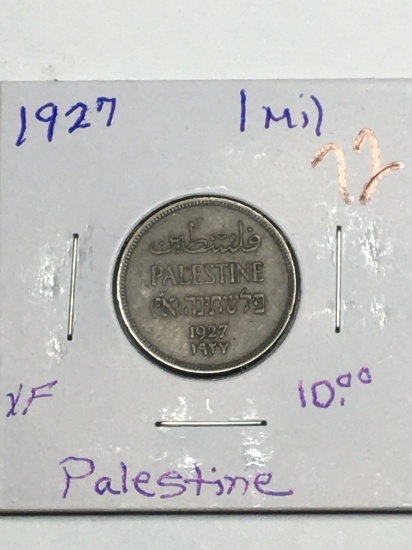 1927 1 Mil
72
فلسطين
PALESTINE
פלשתינה (א״י)
1927
١٩٢٧
XF 10.00
Palestine